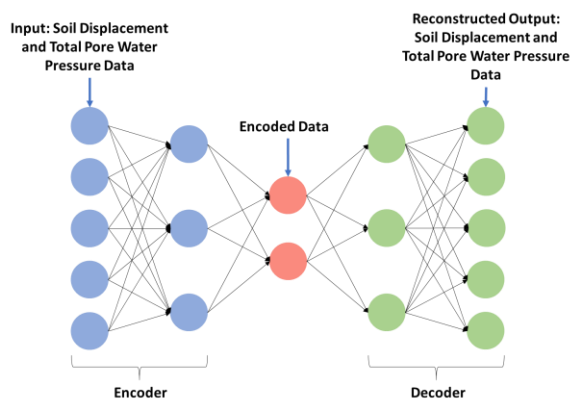 Input: Soil Displacement
and Total Pore Water
Pressure Data
Reconstructed Output:
Soil Displacement and
Total Pore Water Pressure
Data
Encoded Data
Encoder
Decoder